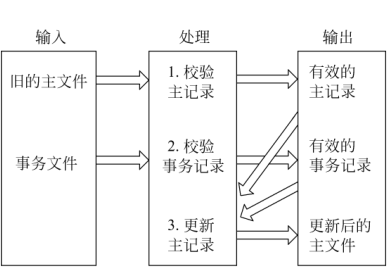 输入
处理
输出
旧的主文件
1. 校验
主记录
有效的
主记录
事务文件
2. 校验
事务记录
有效的
事务记录
3. 更新
主记录
更新后的
主文件